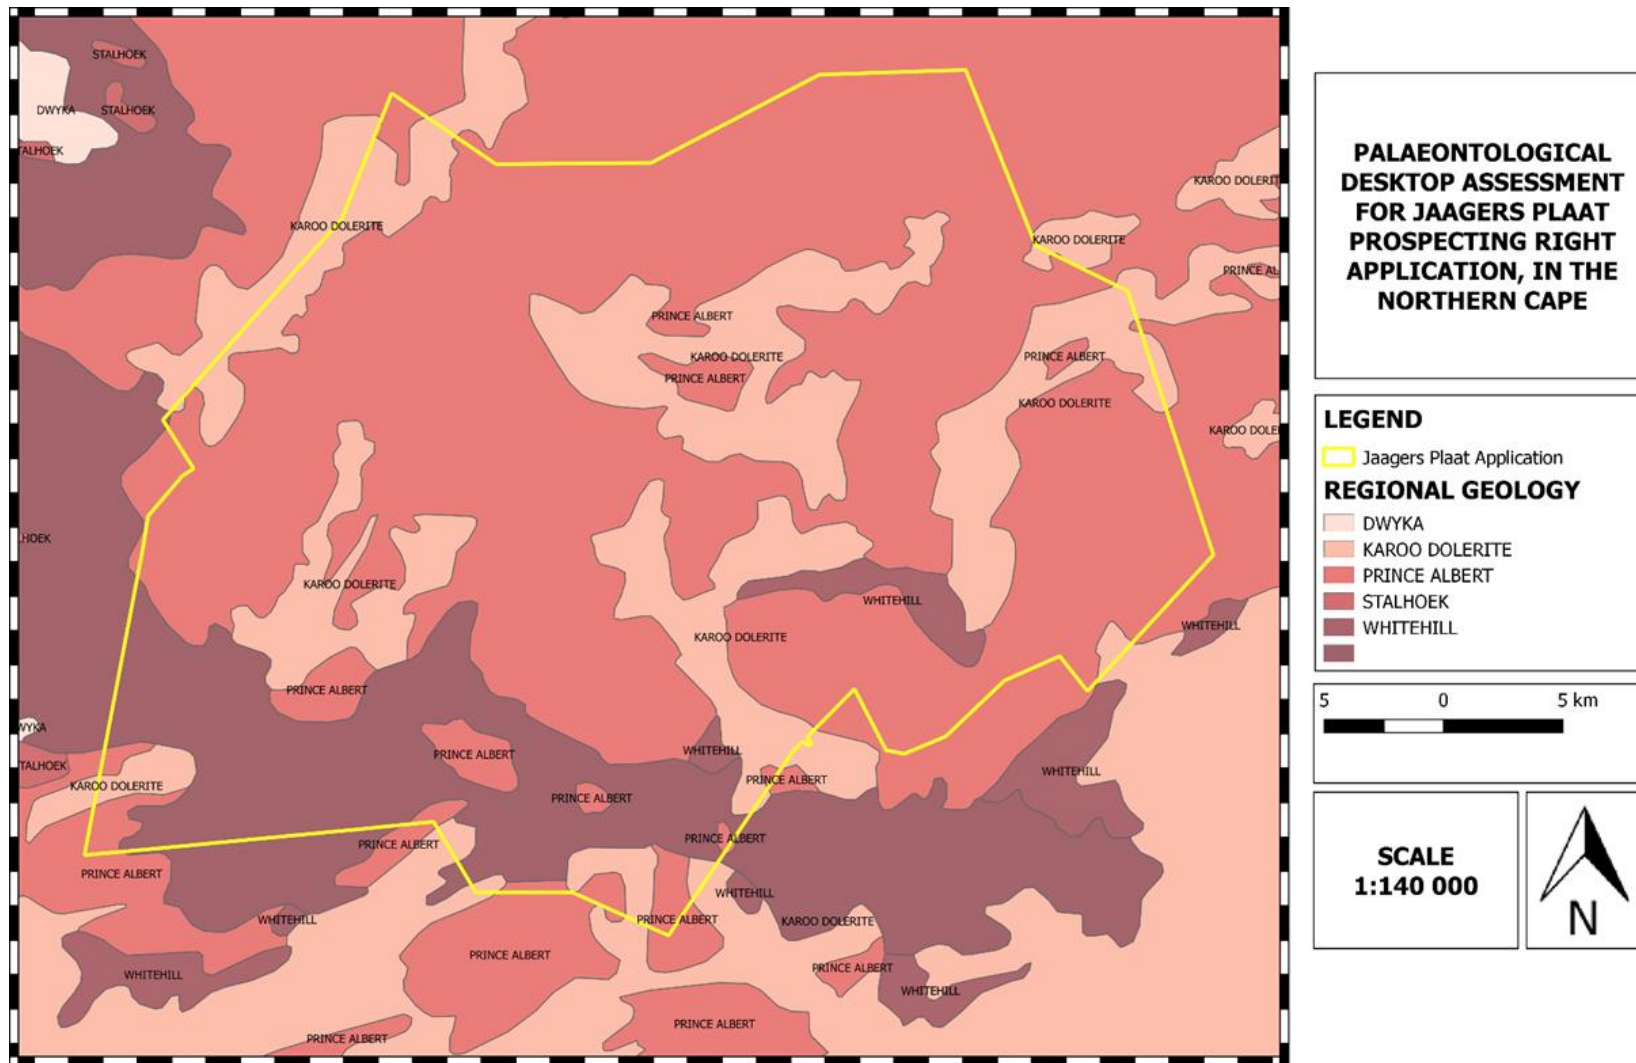 STALHOEK
DWYKA
STALHOEK
TALHOEK
KAROO DOLERIT
KAROO DOLERITE
KAROO DOLERITE
PRINCE AL
PRINCE ALBERT
KAROO DOLERITE
PRINCE ALBERT
PRINCE ALBERT
KAROO DOLERITE
KAROO DOLE
HOEK
KAROO DOLERITE
WHITEHILL
WHITEHILL
KAROO DOLERITE
PRINCE ALBERT
WYKA
WHITEHILL
PRINCE ALBERT
TALHOEK
WHITEHILL
KAROO DOLERITE
PRINCE ALBERT
PRINCE ALBERT
PRINCE ALBERT
PRINCE ALBERT
PRINCE ALBERT
WHITEHILL
WHITEHILL
PRINCE ALBERT
KAROO DOLERITE
PRINCE ALBERT
WHITEHILL
PRINCE ALBERT
WHITEHILL
PRINCE ALBERT
PRINCE ALBERT
PALAEONTOLOGICAL
DESKTOP ASSESSMENT
FOR JAAGERS PLAAT
PROSPECTING RIGHT
APPLICATION, IN THE
NORTHERN CAPE
LEGEND
Jaagers Plaat Application
REGIONAL GEOLOGY
DWYKA
KAROO DOLERITE
PRINCE ALBERT
STALHOEK
WHITEHILL
5 0 5 km
SCALE
1:140 000
N